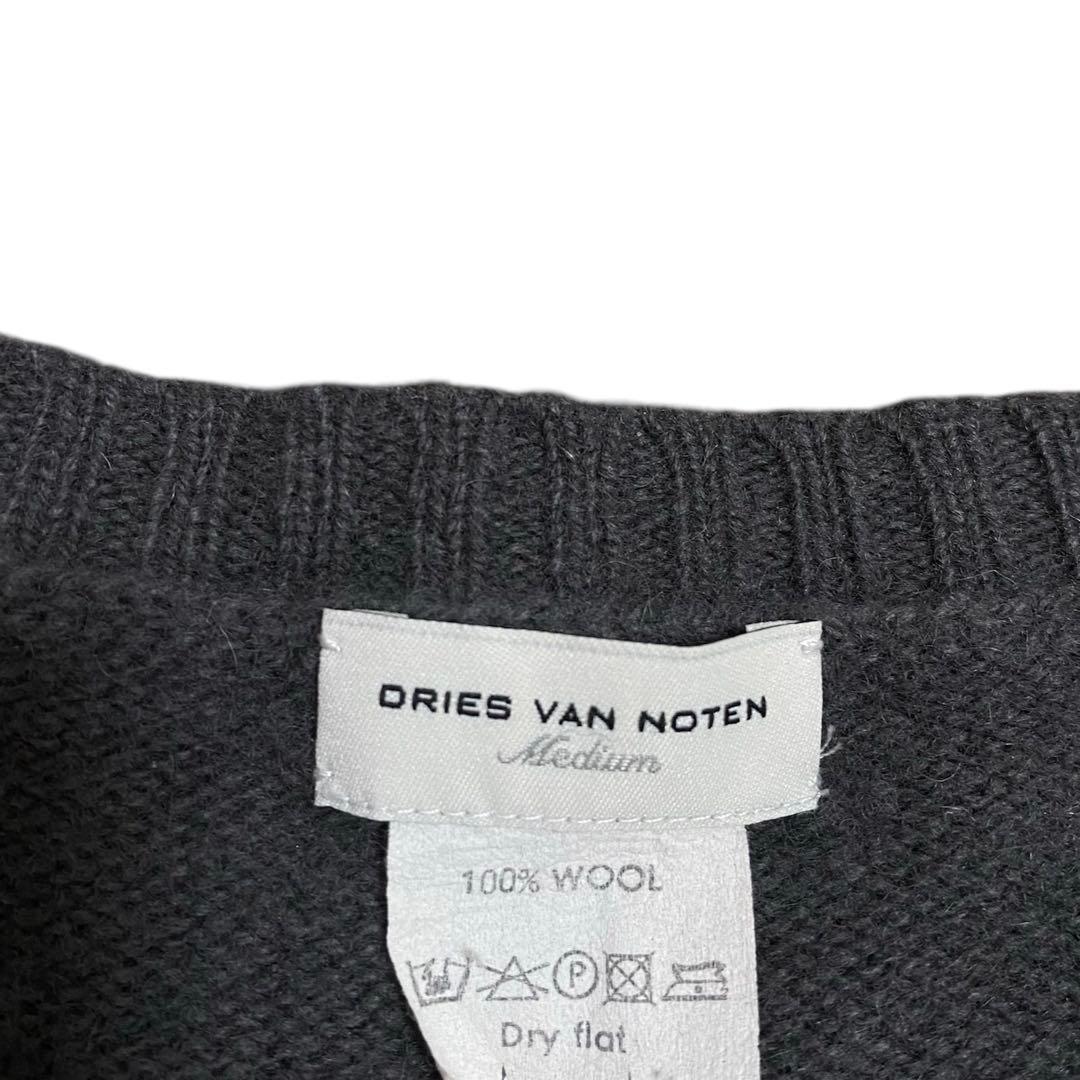 DRIES VAN NOTEN
Medium
100% WOOL
P
Dry flat